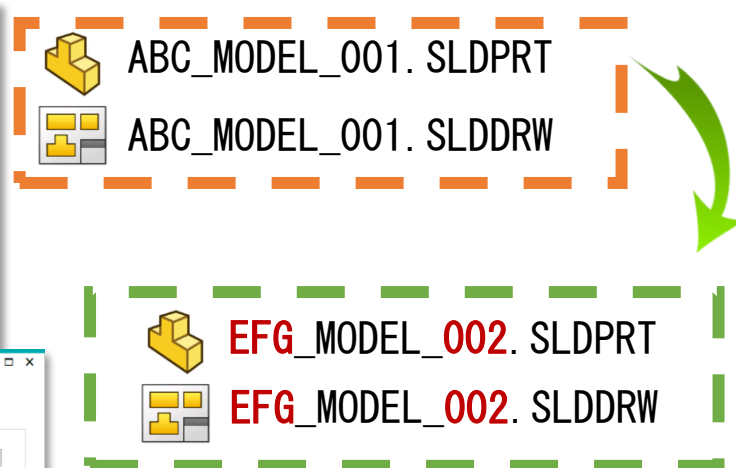 ABC_MODEL_001.SLDPRT
ABC_MODEL_001.SLDDRW
EFG_MODEL_002.SLDPRT
EFG_MODEL_002.SLDDRW